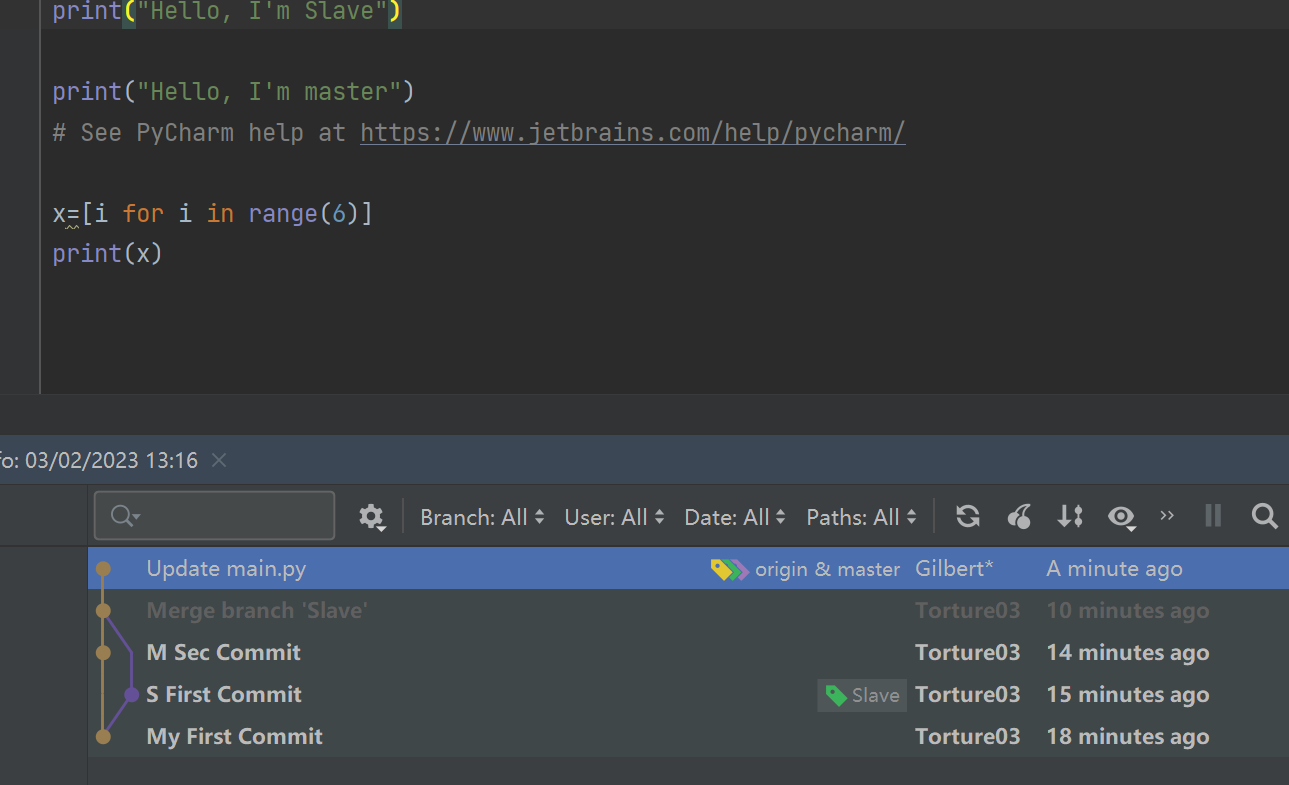 print("Hello, I'm Slave")
print("Hello, I'm master")
# See PyCharm help at https://www.jetbrains.com/help/pycharm/
x=[i for i in range(6)]
print(x)
fo: 03/02/2023 13:16
Branch: All User: All Date: All Paths: All
Update main.py origin & master Gilbert* A minute ago
Merge branch 'Slave' Torture03 10 minutes ago
M Sec Commit Torture03 14 minutes ago
S First Commit Slave Torture03 15 minutes ago
My First Commit Torture03 18 minutes ago